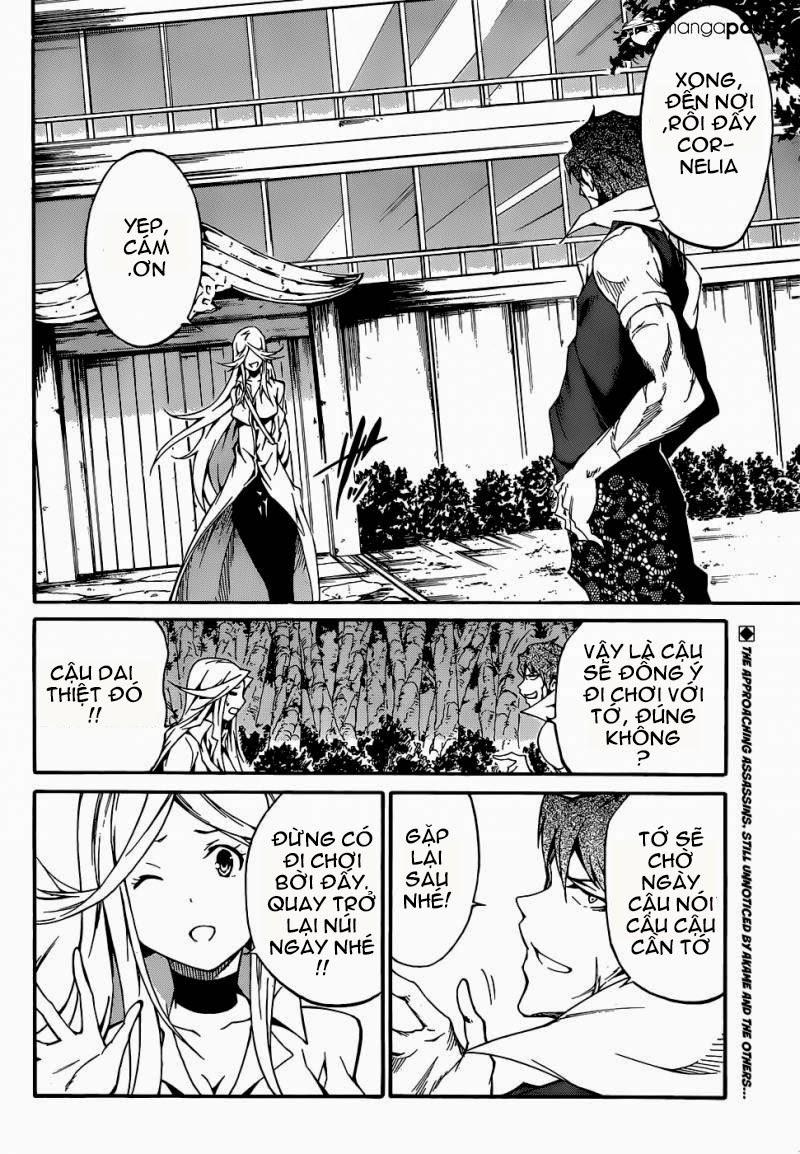 mangapa
XONG,
ĐẾN NƠI
,RỒI ĐẤY
COR-
NELIA
YEP,
CÁM
.ƠN
VẬY LÀ CẬU
SẼ ĐỒNG Ý
ĐI CHƠI VỚI
TỚ, ĐÚNG
KHÔNG
?
CẬU DAI
THIỆT ĐÓ
!!
TỚ SẼ
CHỜ
NGÀY
CẬU NÓI
CẦU CẬU
CẦN TỚ
GẶP
LẠI
SAU
NHÉ!
ĐỪNG CÓ
ĐI CHƠI
BỜI ĐẤY.
QUAY TRỞ
LẠI NÚI
NGAY NHÉ
!!
THE APPROACHING ASSASSINS. STILL UNNOTICED BY AKAME AND THE OTHERS...